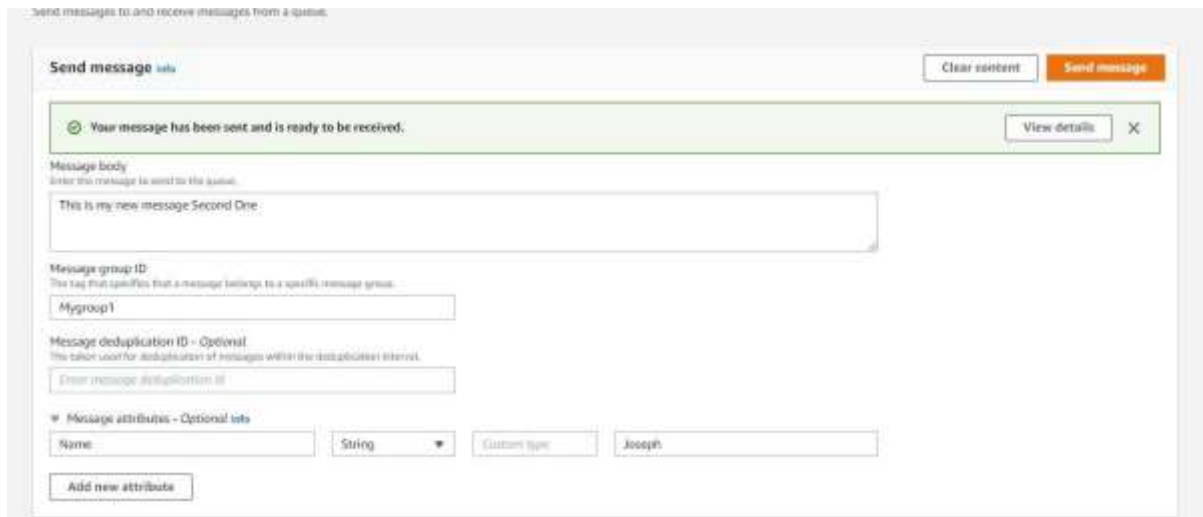 Send messages to and receive messages from a queue.
Send message Info
Clear content
Send message
Your message has been sent and is ready to be received.
View details
Message body
Enter the message to send to the queue.
This is my new message Second One
Message group ID
The tag that specifies that a message belongs to a specific message group.
Mygroup1
Message deduplication ID - Optional
The token used for deduplication of messages within the deduplication interval.
Enter message deduplication id
Message attributes - Optional Info
Name
String
Custom type
Joseph
Add new attribute